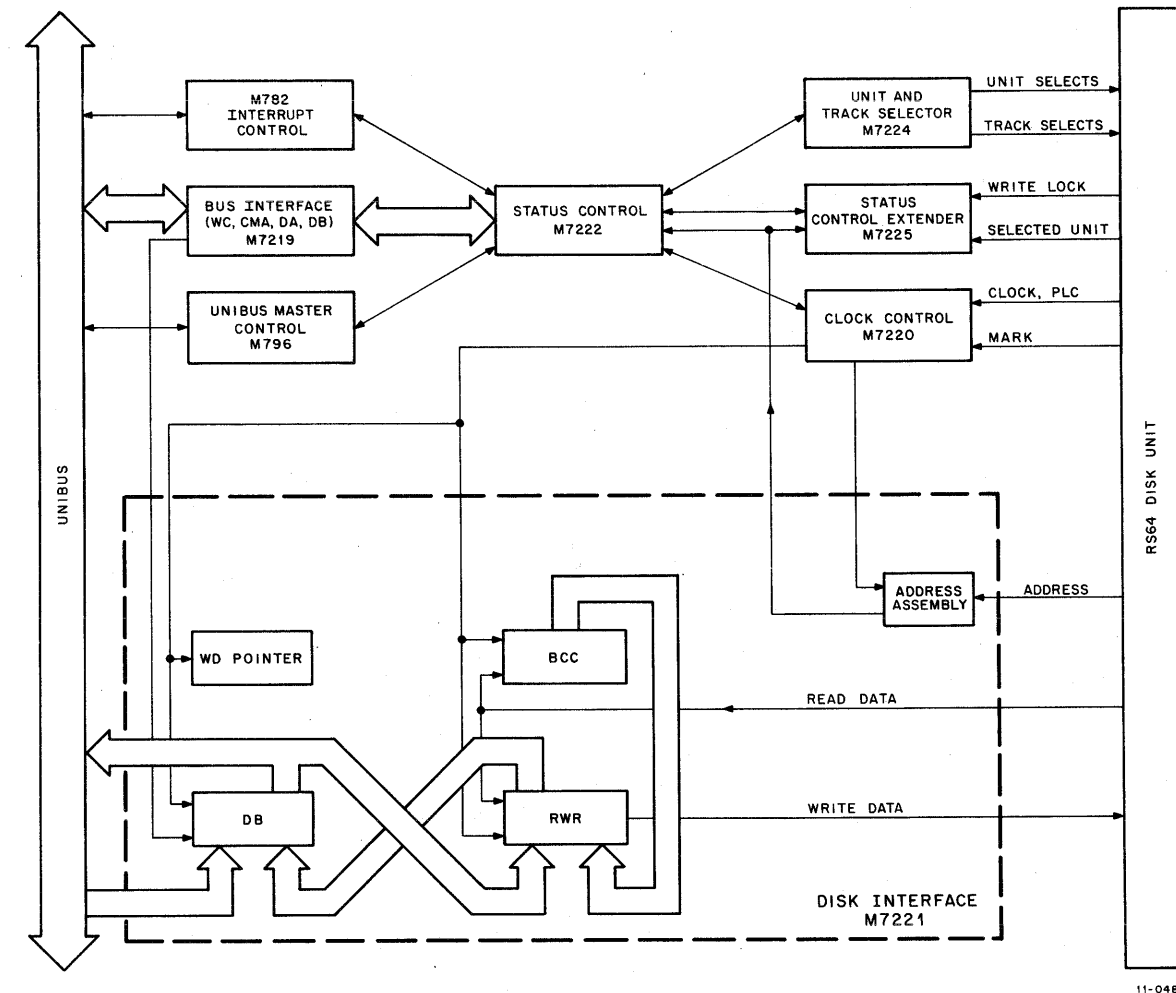 M782
INTERRUPT
CONTROL
UNIT AND
TRACK SELECTOR
M7224
UNIT SELECTS
TRACK SELECTS
BUS INTERFACE
(WC, CMA, DA, DB)
M7219
STATUS CONTROL
M7222
STATUS
CONTROL EXTENDER
M7225
WRITE LOCK
SELECTED UNIT
UNIBUS MASTER
CONTROL
M796
CLOCK CONTROL
M7220
CLOCK, PLC
MARK
UNIBUS
RS64 DISK UNIT
ADDRESS
ASSEMBLY
ADDRESS
WD POINTER
BCC
READ DATA
DB
RWR
WRITE DATA
DISK INTERFACE
M7221